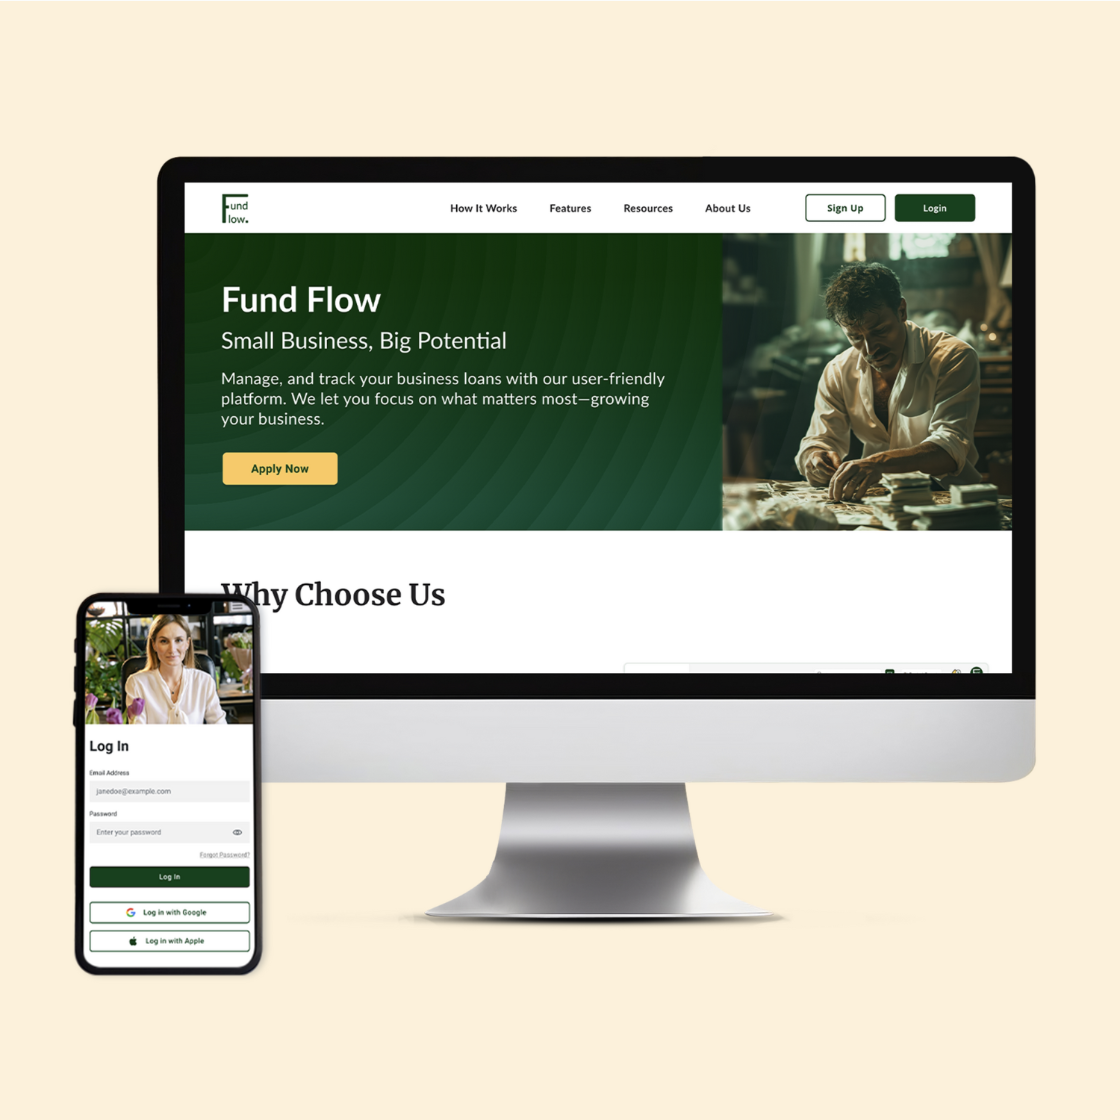 Fund
low.
How It Works
Features
Resources
About Us
Sign Up
Login
Fund Flow
Small Business, Big Potential
Manage, and track your business loans with our user-friendly
platform. We let you focus on what matters most—growing
your business.
Apply Now
Why Choose Us
Log In
Email Address
janedoe@example.com
Password
Enter your password
Forgot Password?
Log In
Log in with Google
Log in with Apple